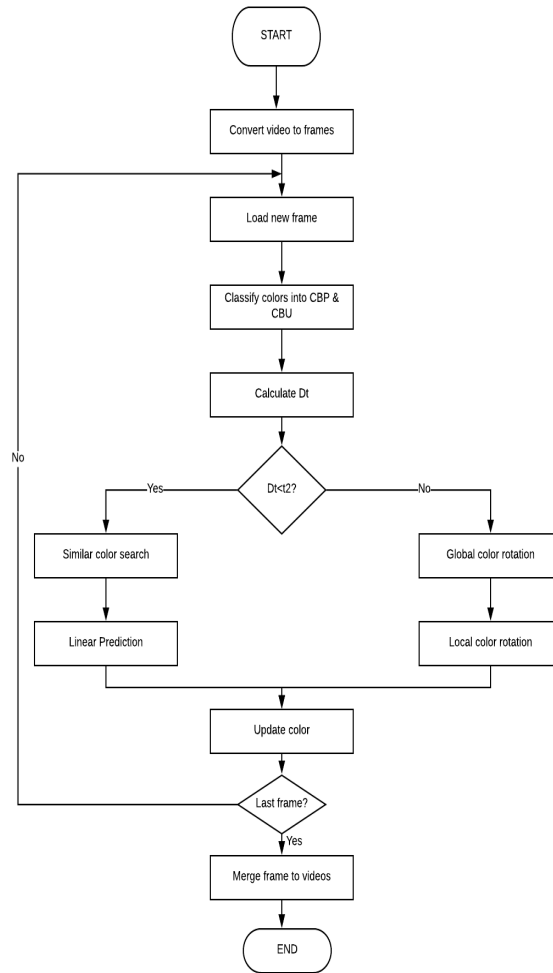 START
Convert video to frames
Load new frame
Classify colors into CBP &
CBU
Calculate Dt
No
Dt<t2?
Yes
No
Similar color search
Global color rotation
Linear Prediction
Local color rotation
Update color
Last frame?
Yes
Merge frame to videos
END